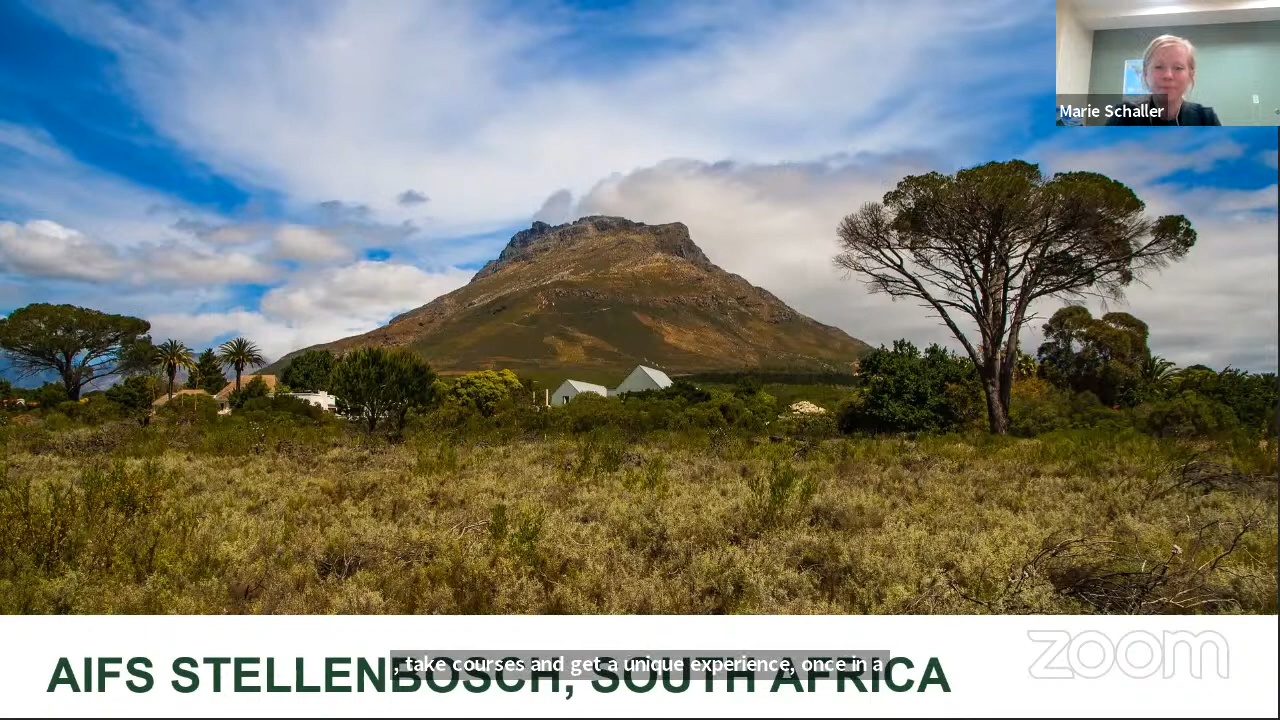 Marie Schaller
AIFS STELLENBOSCH, SOUTH AFRICA
, take courses and get a unique experience, once in a
zoom